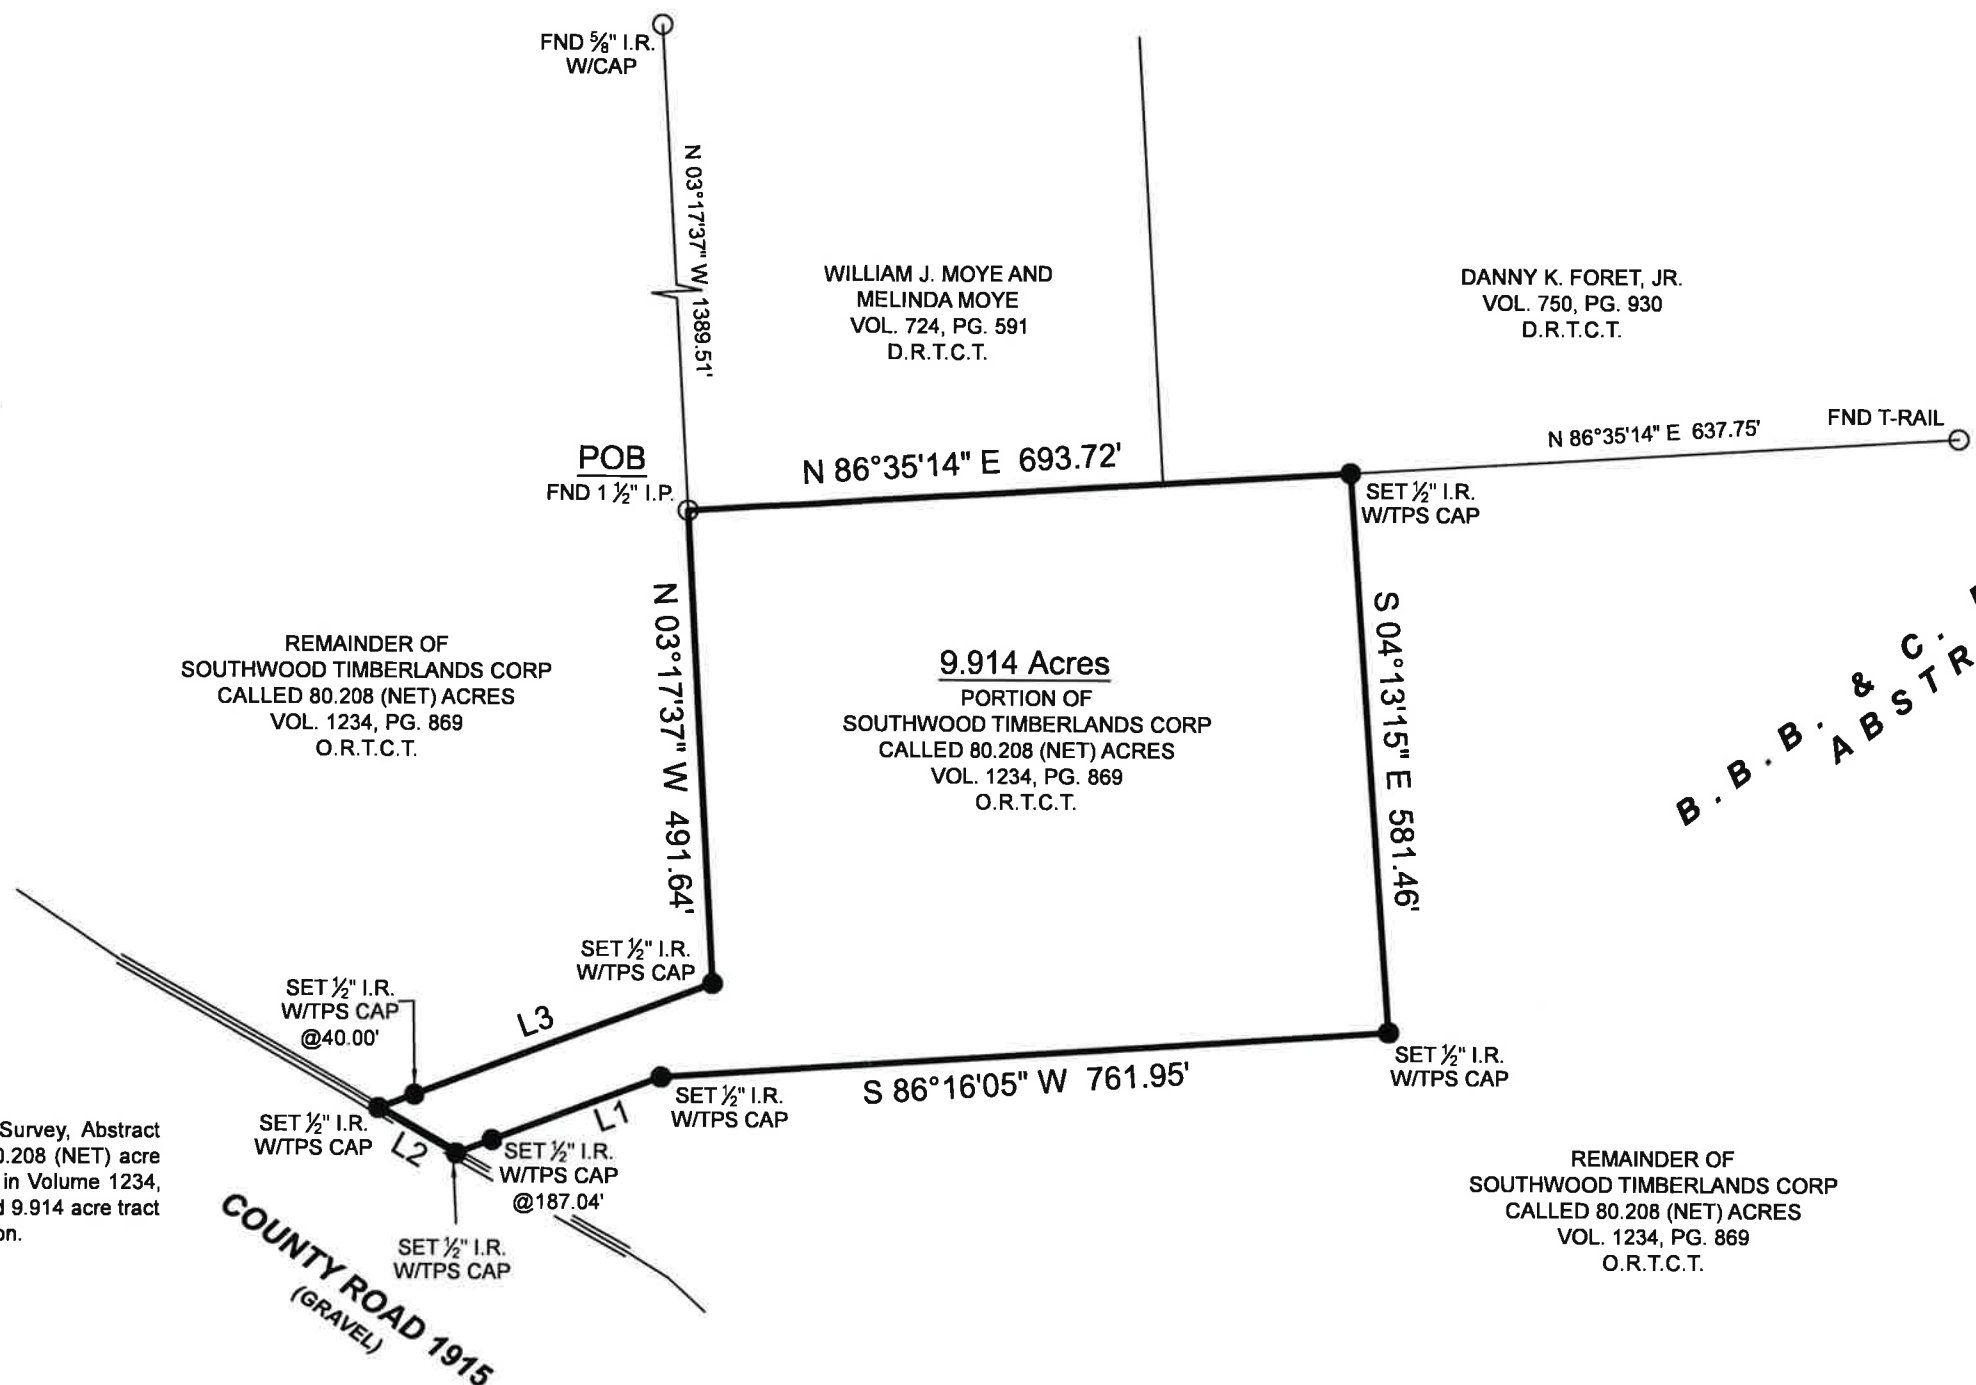 FND ⅝" I.R.
W/CAP
N 03°17'37" W 1389.51'
WILLIAM J. MOYE AND
MELINDA MOYE
VOL. 724, PG. 591
D.R.T.C.T.
DANNY K. FORET, JR.
VOL. 750, PG. 930
D.R.T.C.T.
FND T-RAIL
N 86°35'14" E 637.75'
POB
FND 1 ½" I.P.
N 86°35'14" E 693.72'
SET ½" I.R.
W/TPS CAP
N 03°17'37" W 491.64'
S 04°13'15" E 581.46'
REMAINDER OF
SOUTHWOOD TIMBERLANDS CORP
CALLED 80.208 (NET) ACRES
VOL. 1234, PG. 869
O.R.T.C.T.
9.914 Acres
PORTION OF
SOUTHWOOD TIMBERLANDS CORP
CALLED 80.208 (NET) ACRES
VOL. 1234, PG. 869
O.R.T.C.T.
B. B. B. & C.
ABSTR
SET ½" I.R.
W/TPS CAP
SET ½" I.R.
W/TPS CAP
@40.00'
L3
SET ½" I.R.
W/TPS CAP
L2
L1
SET ½" I.R.
W/TPS CAP
S 86°16'05" W 761.95'
SET ½" I.R.
W/TPS CAP
SET ½" I.R.
W/TPS CAP
@187.04'
SET ½" I.R.
W/TPS CAP
COUNTY ROAD 1915
(GRAVEL)
Survey, Abstract
0.208 (NET) acre
in Volume 1234,
d 9.914 acre tract
on.
REMAINDER OF
SOUTHWOOD TIMBERLANDS CORP
CALLED 80.208 (NET) ACRES
VOL. 1234, PG. 869
O.R.T.C.T.